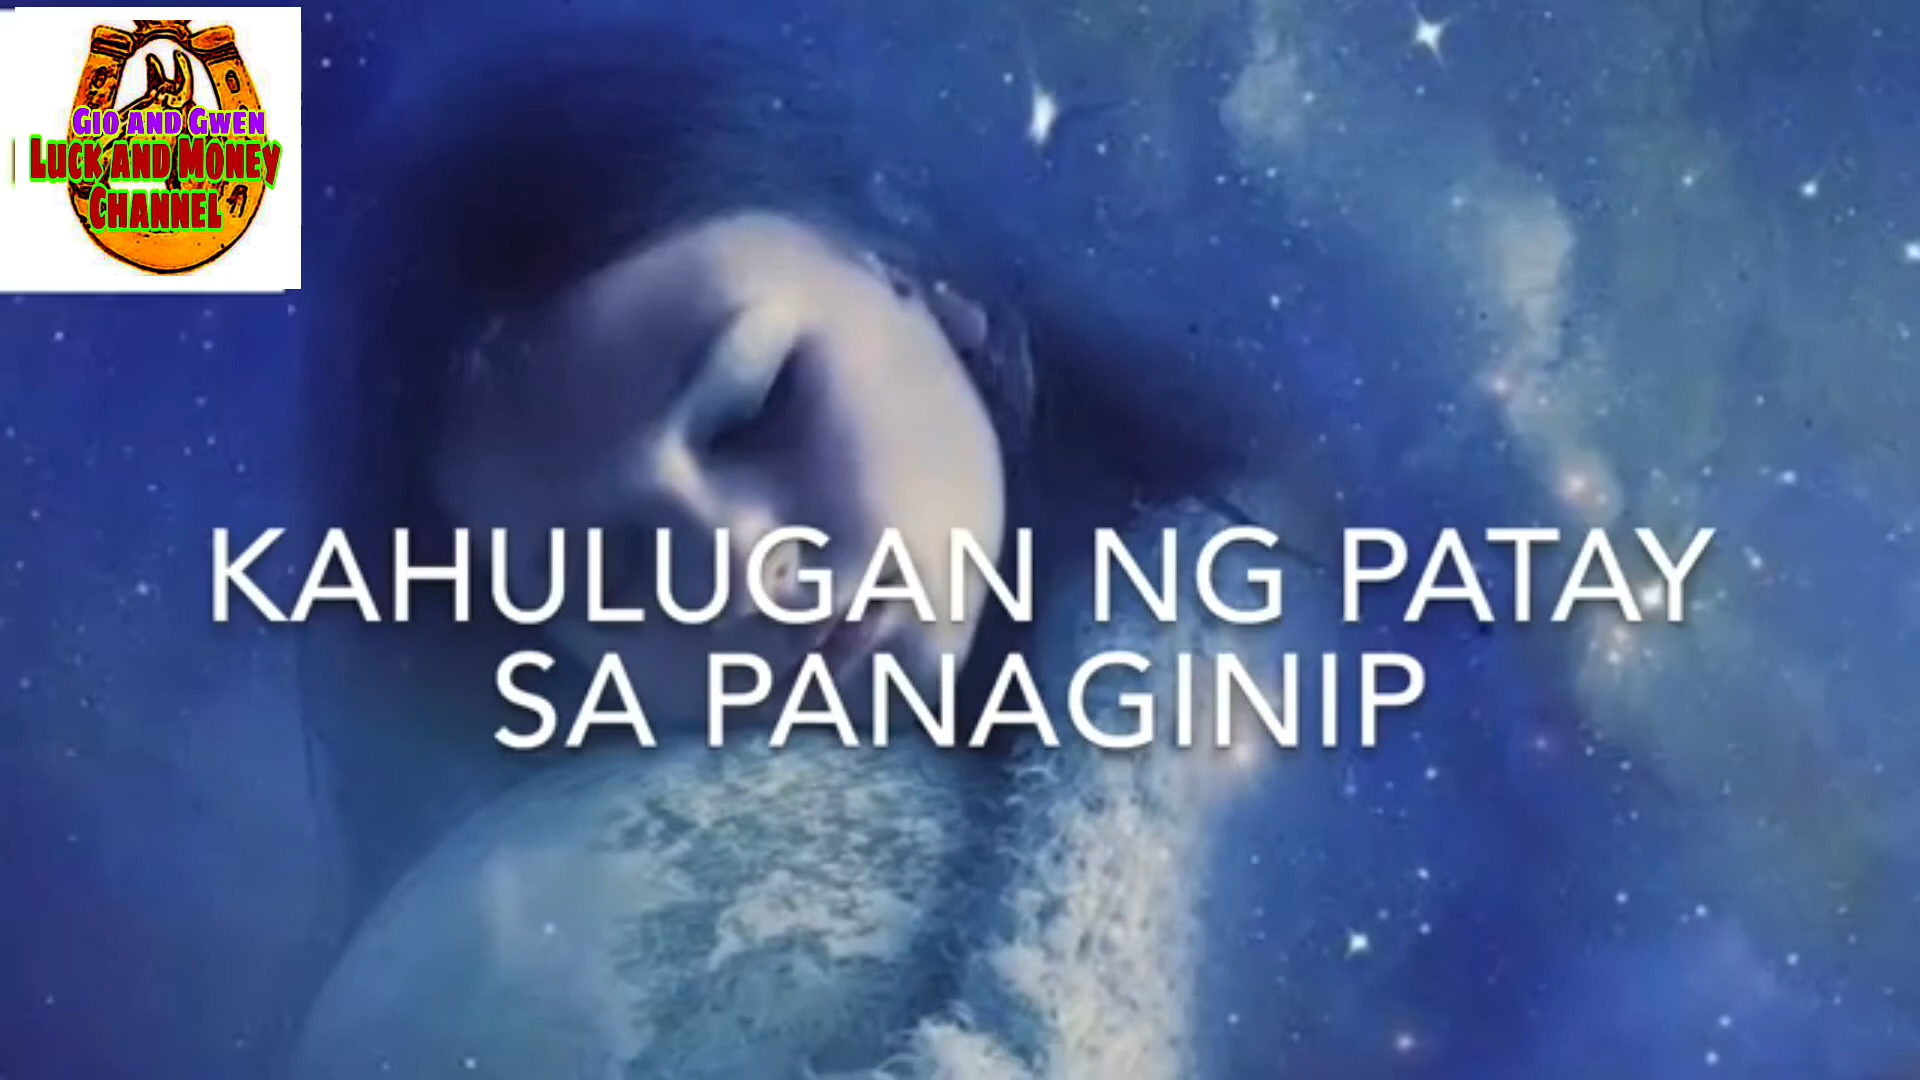 Gio and Gwen
Luck and Money
Channel
KAHULUGAN NG PATAY
SA PANAGINIP